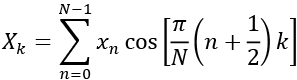 X_k = \sum_{n=0}^{N-1} x_n \cos\left[\frac{\pi}{N}\left(n+\frac{1}{2}\right)k\right]